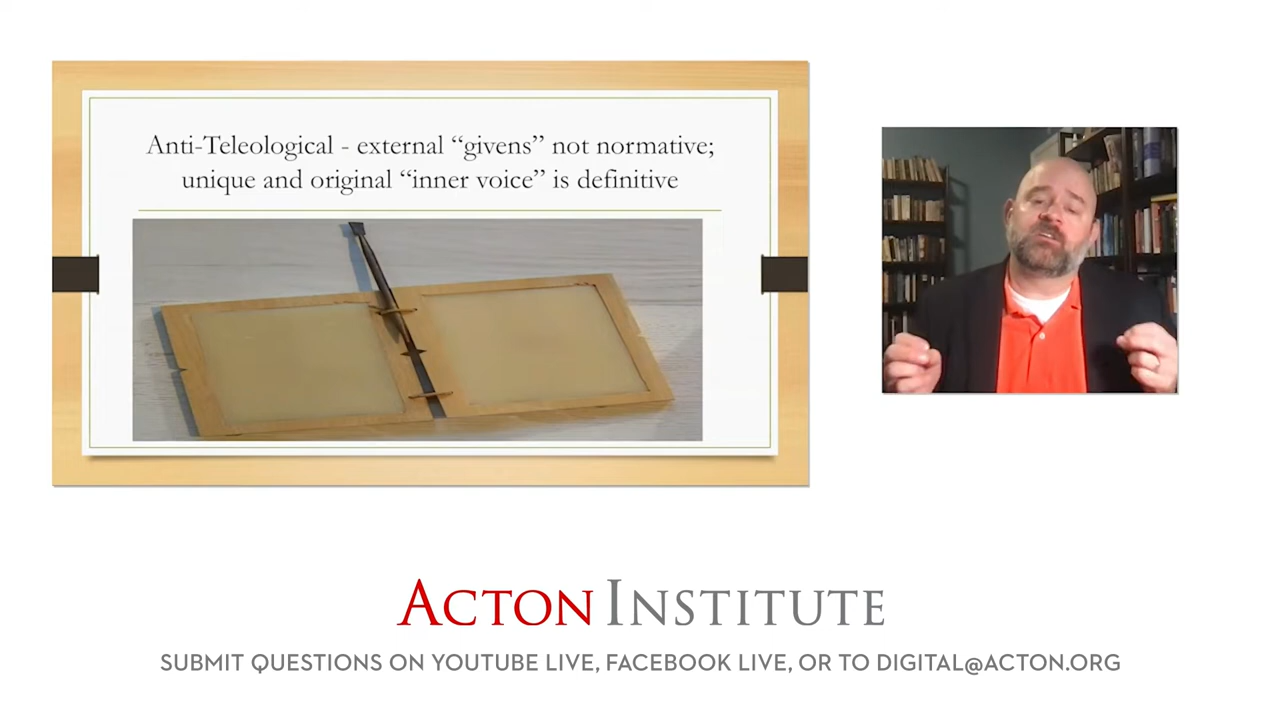 Anti-Teleological - external “givens” not normative;
unique and original “inner voice” is definitive
ACTON INSTITUTE
SUBMIT QUESTIONS ON YOUTUBE LIVE, FACEBOOK LIVE, OR TO DIGITAL@ACTON.ORG